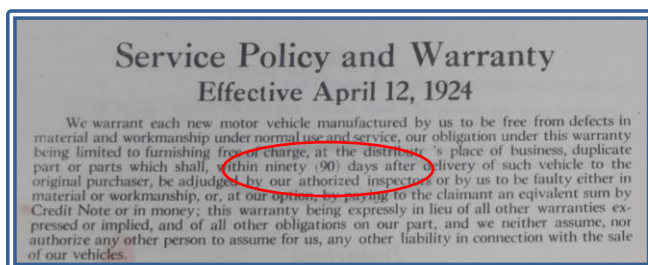 Service Policy and Warranty
Effective April 12, 1924
We warrant each new motor vehicle manufactured by us to be free from defects in
material and workmanship under normal use and service, our obligation under this warranty
being limited to furnishing free of charge, at the distributor's place of business, duplicate
part or parts which shall, within ninety (90) days after delivery of such vehicle to the
original purchaser, be adjudged by our athorized inspectors or by us to be faulty either in
material or workmanship, or, at our option, by paying to the claimant an eqivalent sum by
Credit Note or in money; this warranty being expressly in lieu of all other warranties ex-
pressed or implied, and of all other obligations on our part, and we neither assume, nor
authorize any other person to assume for us, any other liability in connection with the sale
of our vehicles.